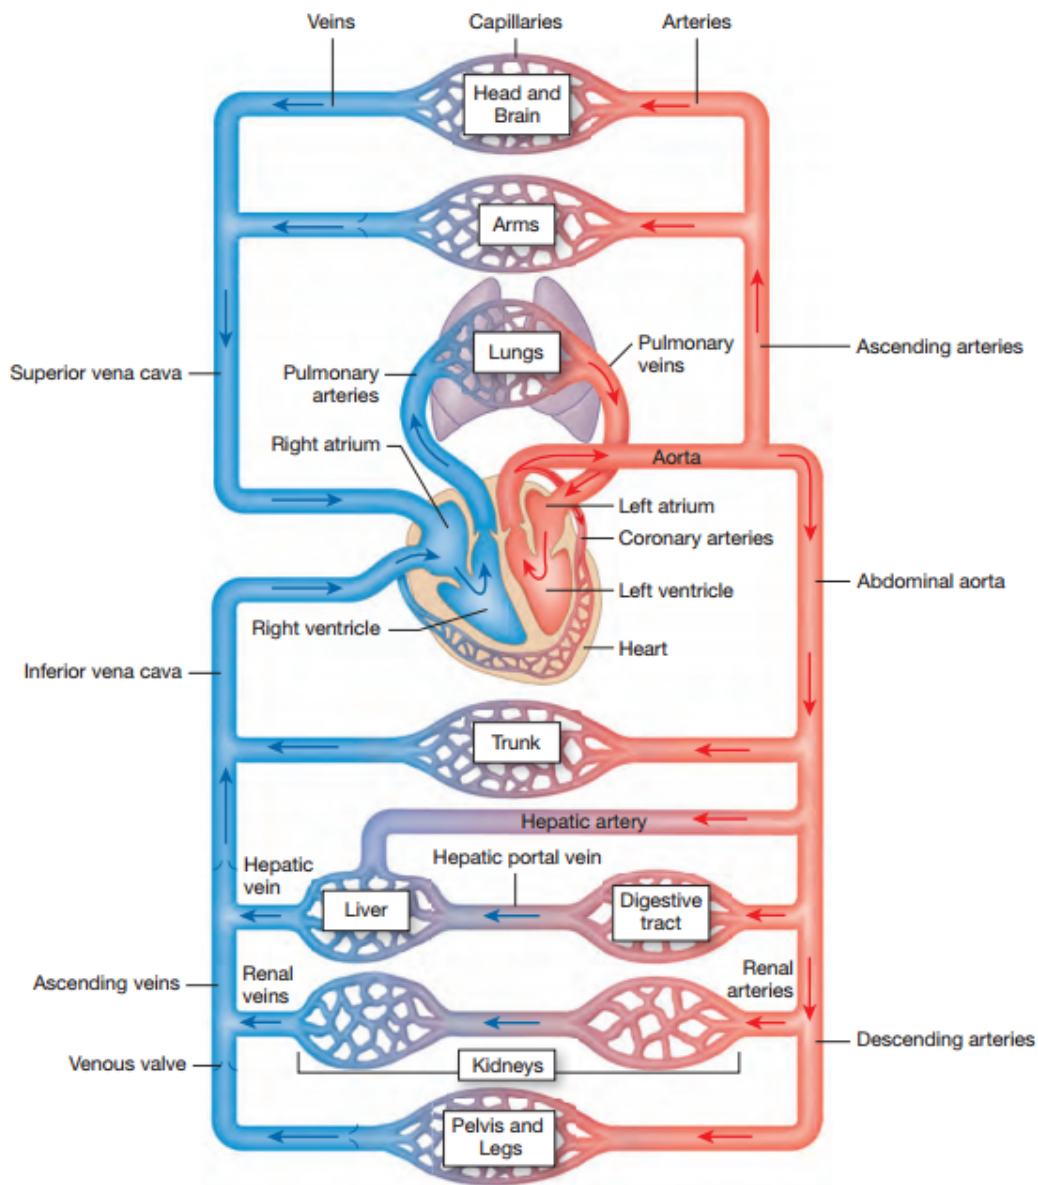 Veins
Capillaries
Arteries
Head and
Brain
Arms
Lungs
Pulmonary
veins
Ascending arteries
Superior vena cava
Pulmonary
arteries
Right atrium
Aorta
Left atrium
Coronary arteries
Abdominal aorta
Left ventricle
Right ventricle
Heart
Inferior vena cava
Trunk
Hepatic artery
Hepatic
vein
Hepatic portal vein
Liver
Digestive
tract
Ascending veins
Renal
veins
Renal
arteries
Descending arteries
Venous valve
Kidneys
Pelvis and
Legs